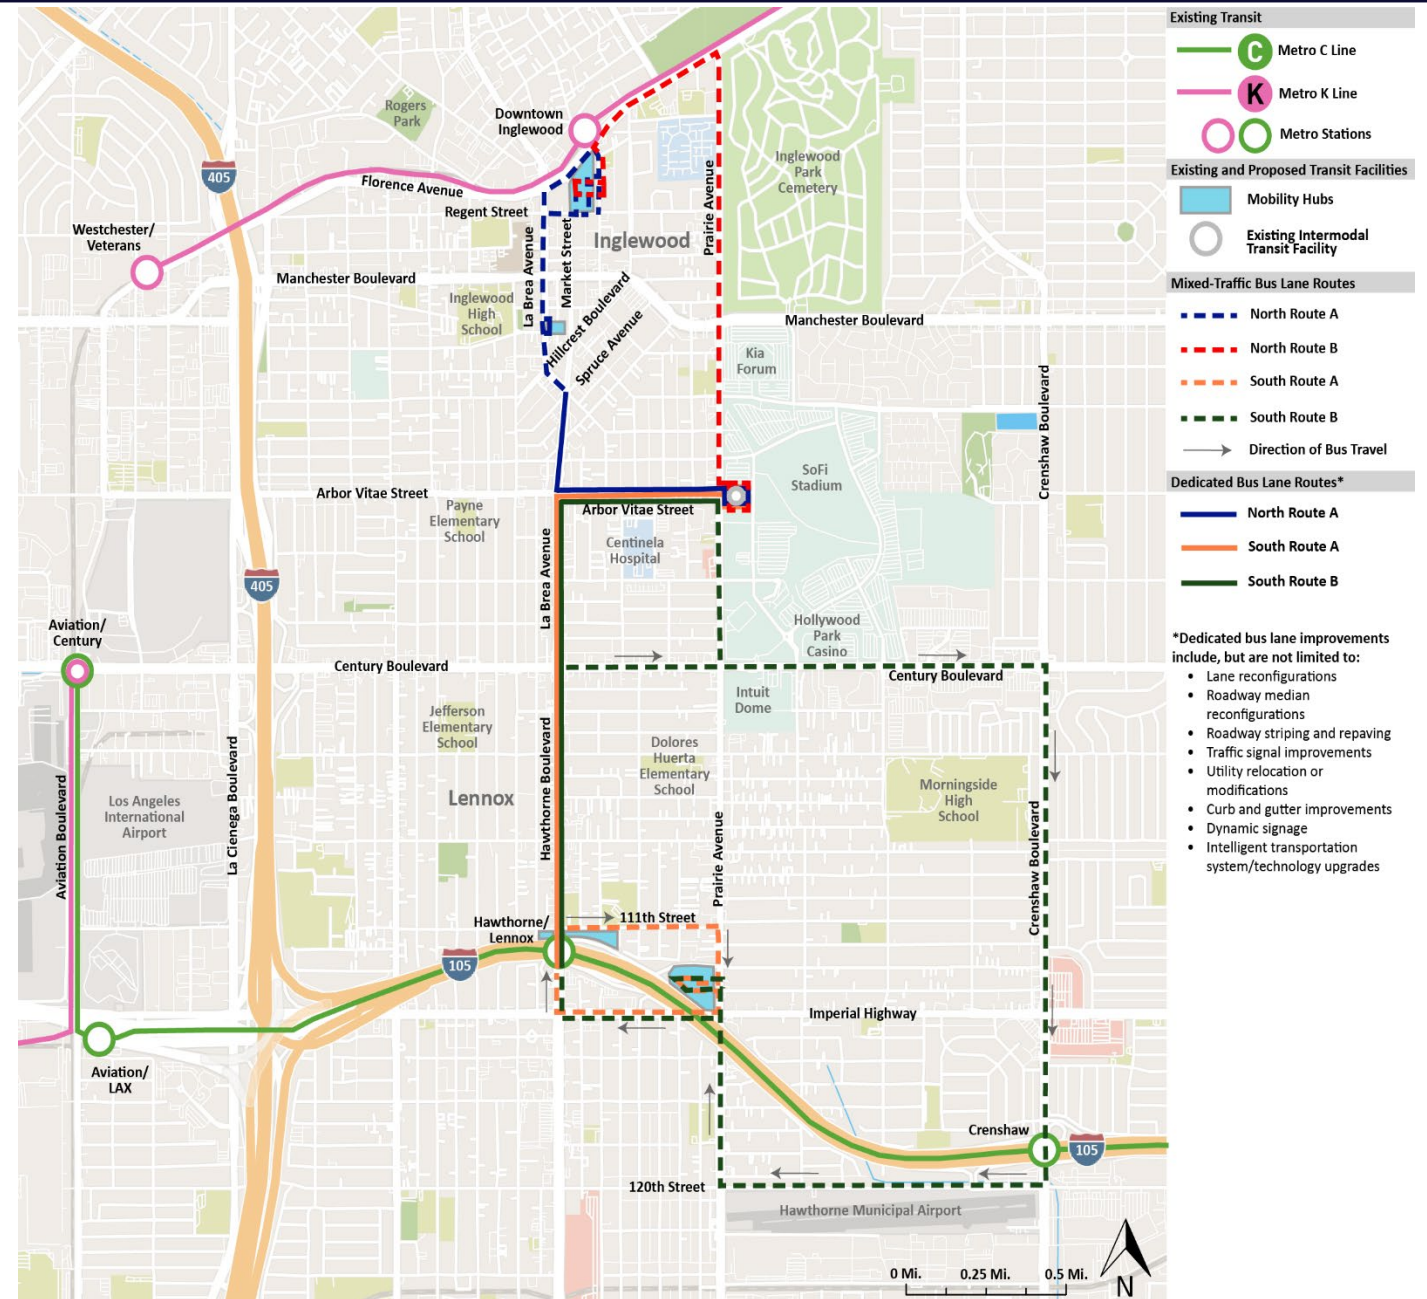 Rogers
Park
Downtown
Inglewood
405
Florence Avenue
Regent Street
Westchester/
Veterans
Inglewood
Prairie Avenue
Inglewood
Park
Cemetery
La Brea Avenue
Market Street
Manchester Boulevard
Inglewood
High
School
Hillcrest Boulevard
Spruce Avenue
Manchester Boulevard
Kia
Forum
Crenshaw Boulevard
SoFi
Stadium
Arbor Vitae Street
Payne
Elementary
School
Arbor Vitae Street
Centinela
Hospital
La Brea Avenue
405
Aviation/
Century
Hollywood
Park
Casino
Century Boulevard
Century Boulevard
Intuit
Dome
Jefferson
Elementary
School
Dolores
Huerta
Elementary
School
Hawthorne Boulevard
La Cienega Boulevard
Lennox
Morningside
High
School
Los Angeles
International
Airport
Aviation Boulevard
Prairie Avenue
Crenshaw Boulevard
Hawthorne/
Lennox
111th Street
105
Imperial Highway
Aviation/
LAX
Crenshaw
105
120th Street
Hawthorne Municipal Airport
0 Mi.
0.25 Mi.
0.5 Mi.
N
Existing Transit
C
Metro C Line
K
Metro K Line
Metro Stations
Existing and Proposed Transit Facilities
Mobility Hubs
Existing Intermodal
Transit Facility
Mixed-Traffic Bus Lane Routes
North Route A
North Route B
South Route A
South Route B
Direction of Bus Travel
Dedicated Bus Lane Routes*
North Route A
South Route A
South Route B
*Dedicated bus lane improvements
include, but are not limited to:
• Lane reconfigurations
• Roadway median
reconfigurations
• Roadway striping and repaving
• Traffic signal improvements
• Utility relocation or
modifications
• Curb and gutter improvements
• Dynamic signage
• Intelligent transportation
system/technology upgrades